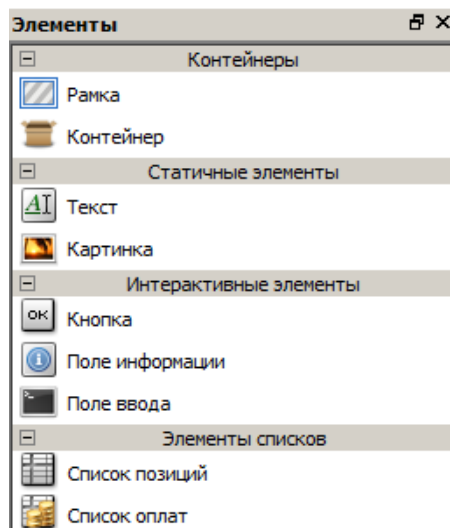 Элементы
Контейнеры
Рамка
Контейнер
Статичные элементы
AI Текст
Картинка
Интерактивные элементы
OK Кнопка
Поле информации
Поле ввода
Элементы списков
Список позиций
Список оплат